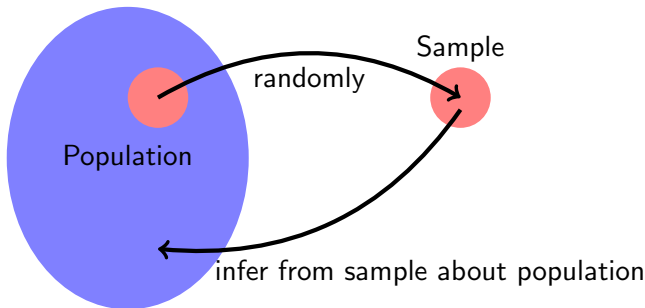 Sample
randomly
Population
infer from sample about population